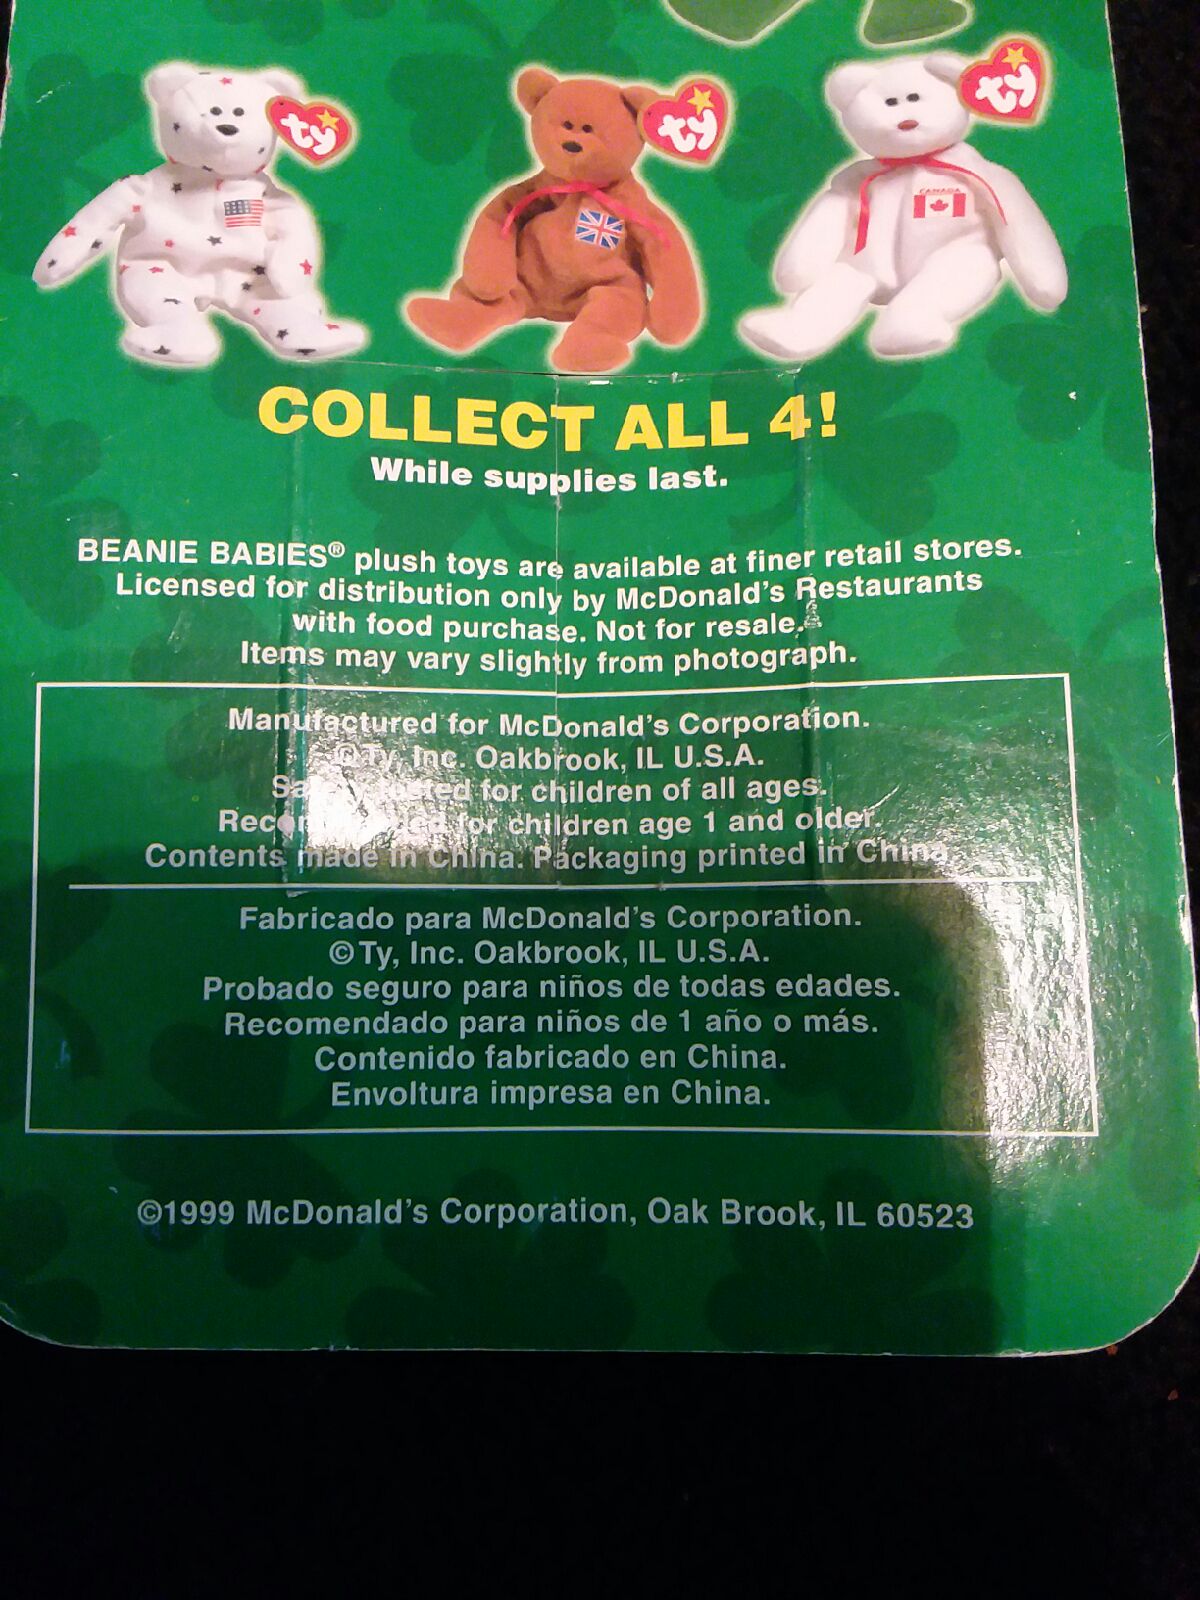 ty
ty
ty
CANADA
COLLECT ALL 4!
While supplies last.
BEANIE BABIES® plush toys are available at finer retail stores.
Licensed for distribution only by McDonald's Restaurants
with food purchase. Not for resale.
Items may vary slightly from photograph.
Manufactured for McDonald's Corporation.
© Ty, Inc. Oakbrook, IL U.S.A.
Safety tested for children of all ages.
Recommended for children age 1 and older.
Contents made in China. Packaging printed in China.
Fabricado para McDonald's Corporation.
© Ty, Inc. Oakbrook, IL U.S.A.
Probado seguro para niños de todas edades.
Recomendado para niños de 1 año o más.
Contenido fabricado en China.
Envoltura impresa en China.
©1999 McDonald's Corporation, Oak Brook, IL 60523